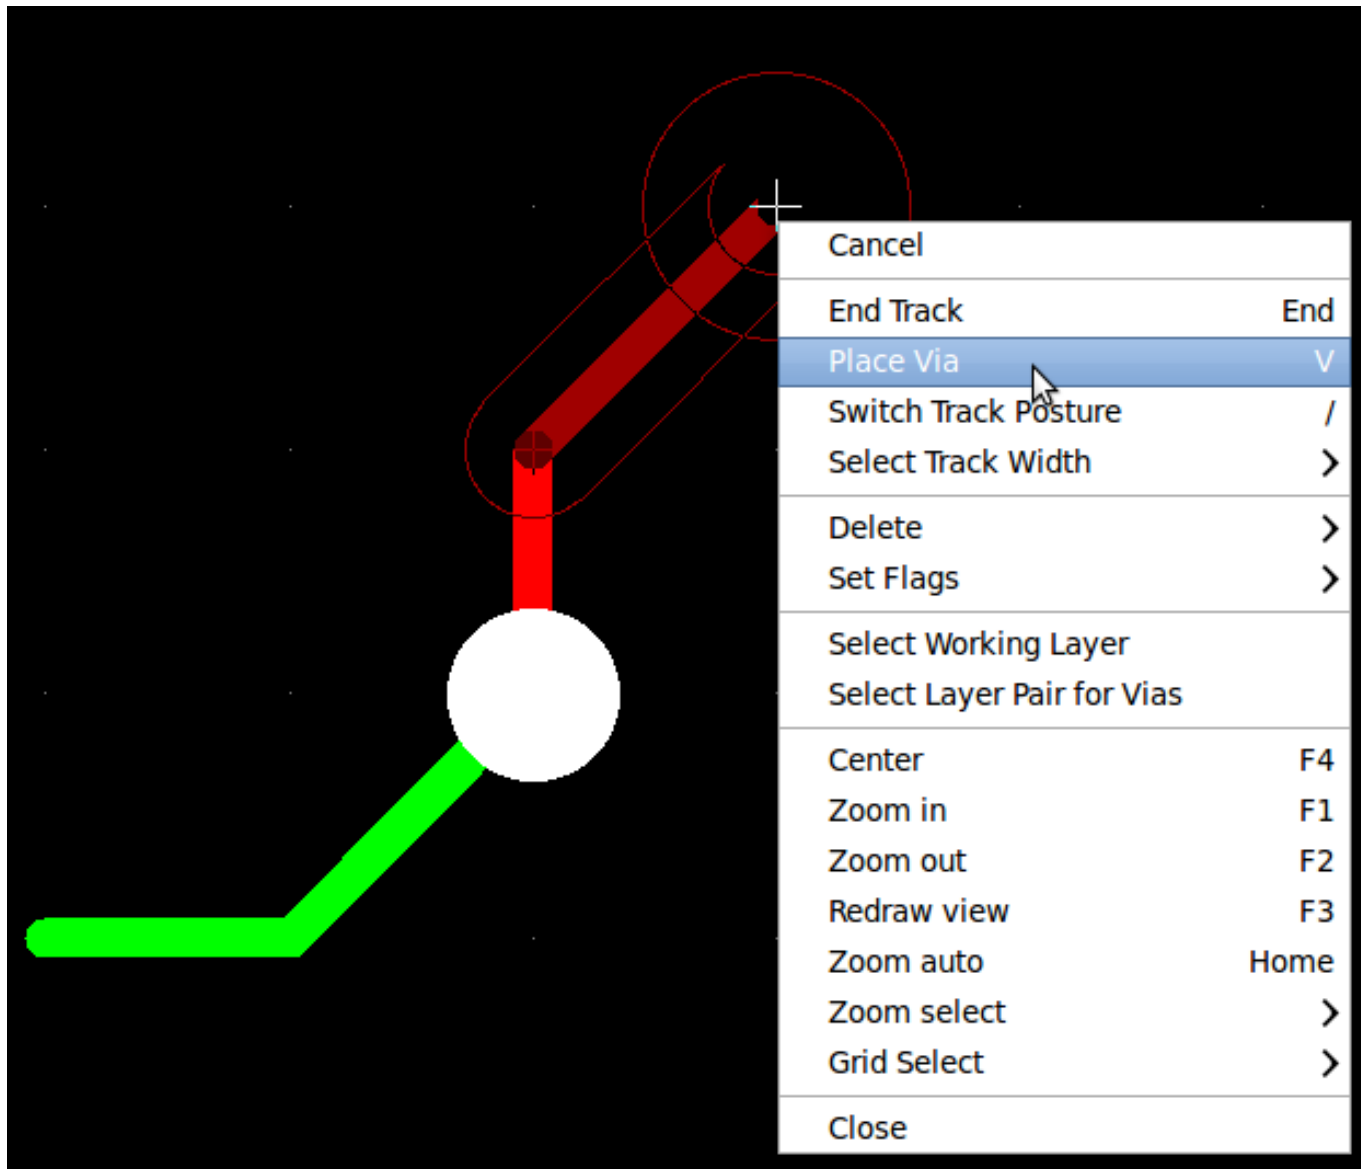 Cancel
End Track End
Place Via V
Switch Track Posture /
Select Track Width
Delete
Set Flags
Select Working Layer
Select Layer Pair for Vias
Center F4
Zoom in F1
Zoom out F2
Redraw view F3
Zoom auto Home
Zoom select
Grid Select
Close